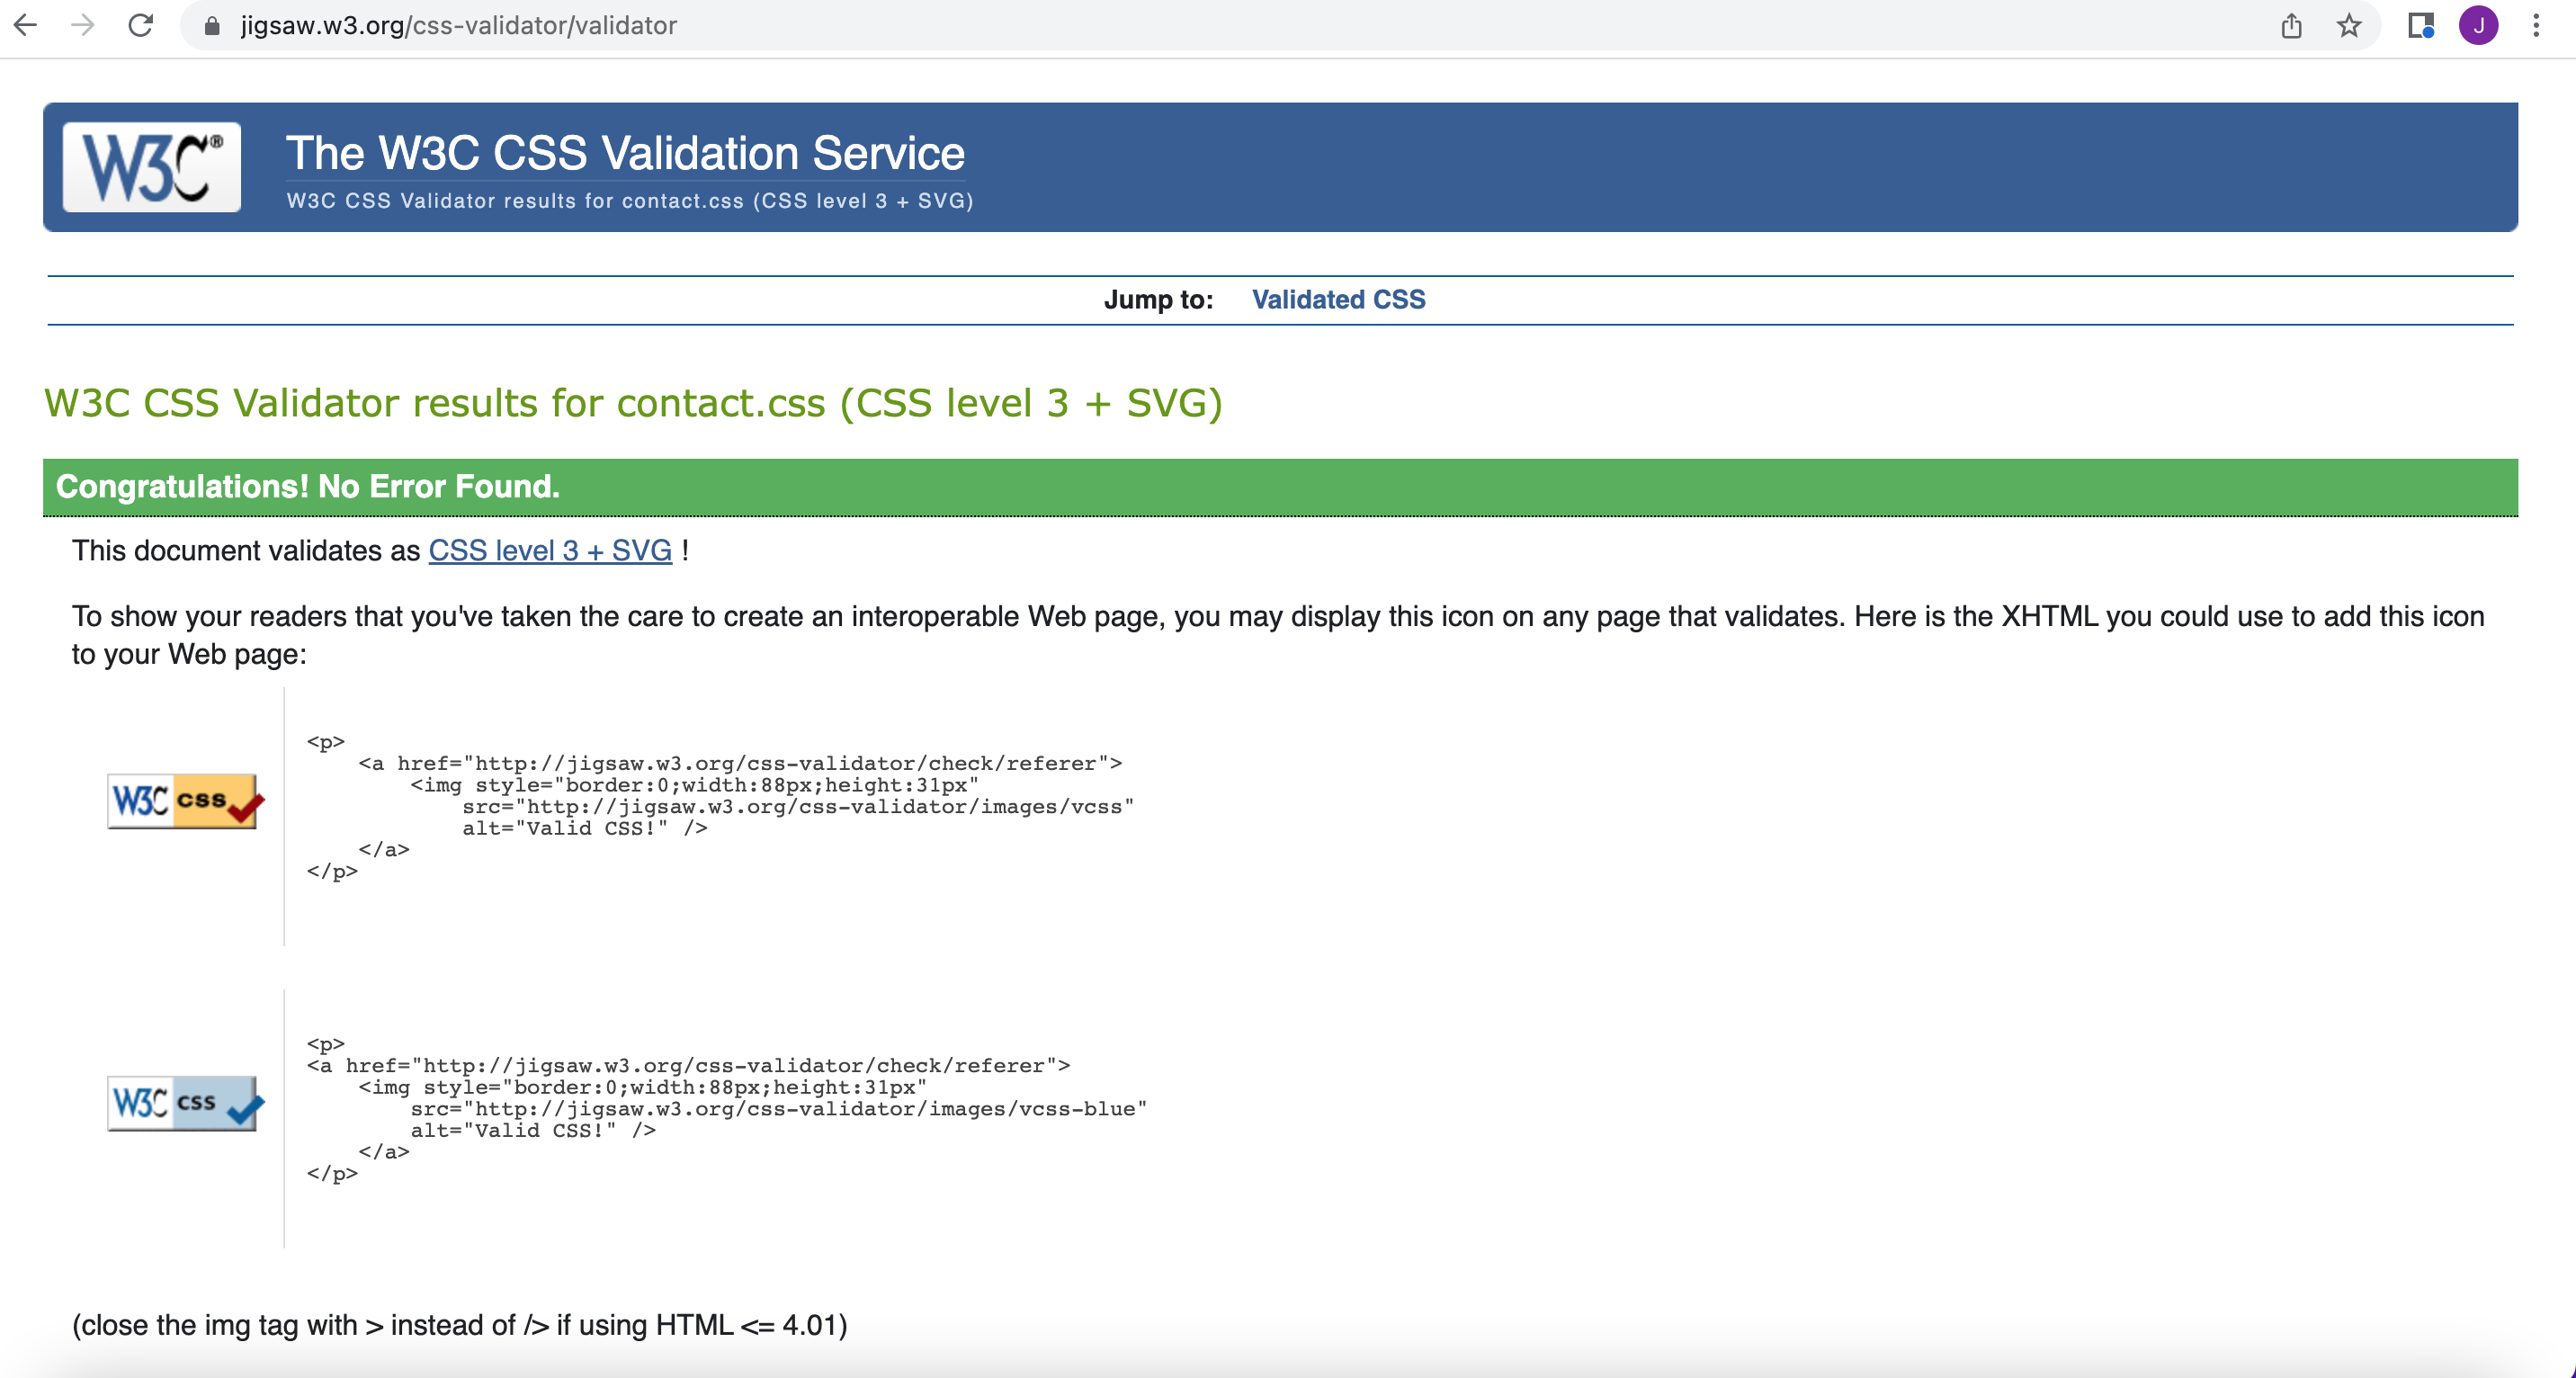 jigsaw.w3.org/css-validator/validator
J
W3C®
The W3C CSS Validation Service
W3C CSS Validator results for contact.css (CSS level 3 + SVG)
Jump to: Validated CSS
W3C CSS Validator results for contact.css (CSS level 3 + SVG)
Congratulations! No Error Found.
This document validates as CSS level 3 + SVG !
To show your readers that you've taken the care to create an interoperable Web page, you may display this icon on any page that validates. Here is the XHTML you could use to add this icon
to your Web page:
W3C css
<p>
    <a href="http://jigsaw.w3.org/css-validator/check/referer">
        <img style="border:0;width:88px;height:31px"
            src="http://jigsaw.w3.org/css-validator/images/vcss"
            alt="Valid CSS!" />
    </a>
</p>
W3C css
<p>
<a href="http://jigsaw.w3.org/css-validator/check/referer">
    <img style="border:0;width:88px;height:31px"
        src="http://jigsaw.w3.org/css-validator/images/vcss-blue"
        alt="Valid CSS!" />
    </a>
</p>
(close the img tag with > instead of /> if using HTML <= 4.01)